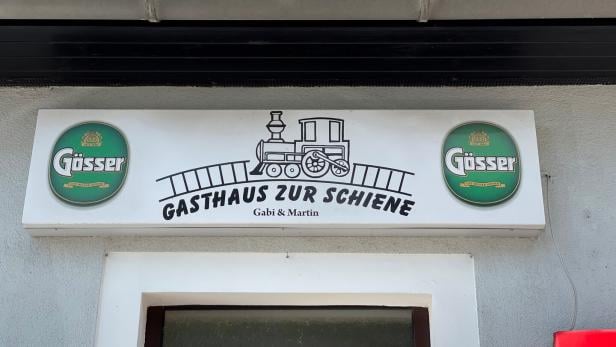 Gösser
GASTHAUS ZUR SCHIENE
Gabi & Martin
Gösser